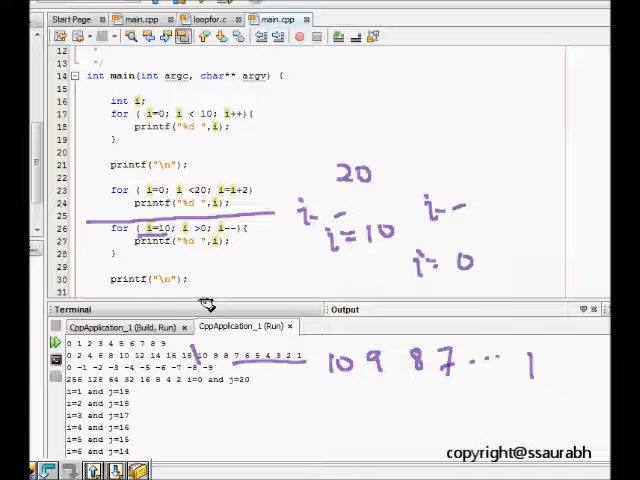 Start Page main.cpp loopfor.c main.cpp
12
13 */
14 int main(int argc, char** argv) {
15
16 int i;
17 for ( i=0; i < 10; i++){
18 printf("%d ",i);
19 }
20
21 printf("\n");
22
23 for ( i=0; i <20; i=i+2)
24 printf("%d ",i);
25
26 for ( i=10; i >0; i--){
27 printf("%d ",i);
28 }
29
30 printf("\n");
31
20
i--
i=10
i--
i=0
Terminal Output
CppApplication_1 (Build, Run) CppApplication_1 (Run)
0 1 2 3 4 5 6 7 8 9
0 2 4 6 8 10 12 14 16 18 10 9 8 7 6 5 4 3 2 1
10 9 8 7 ... 1
0 -1 -2 -3 -4 -5 -6 -7 -8 -9
256 128 64 32 16 8 4 2 i=0 and j=20
i=1 and j=19
i=2 and j=18
i=3 and j=17
i=4 and j=16
i=5 and j=15
i=6 and j=14
copyright@ssaurabh